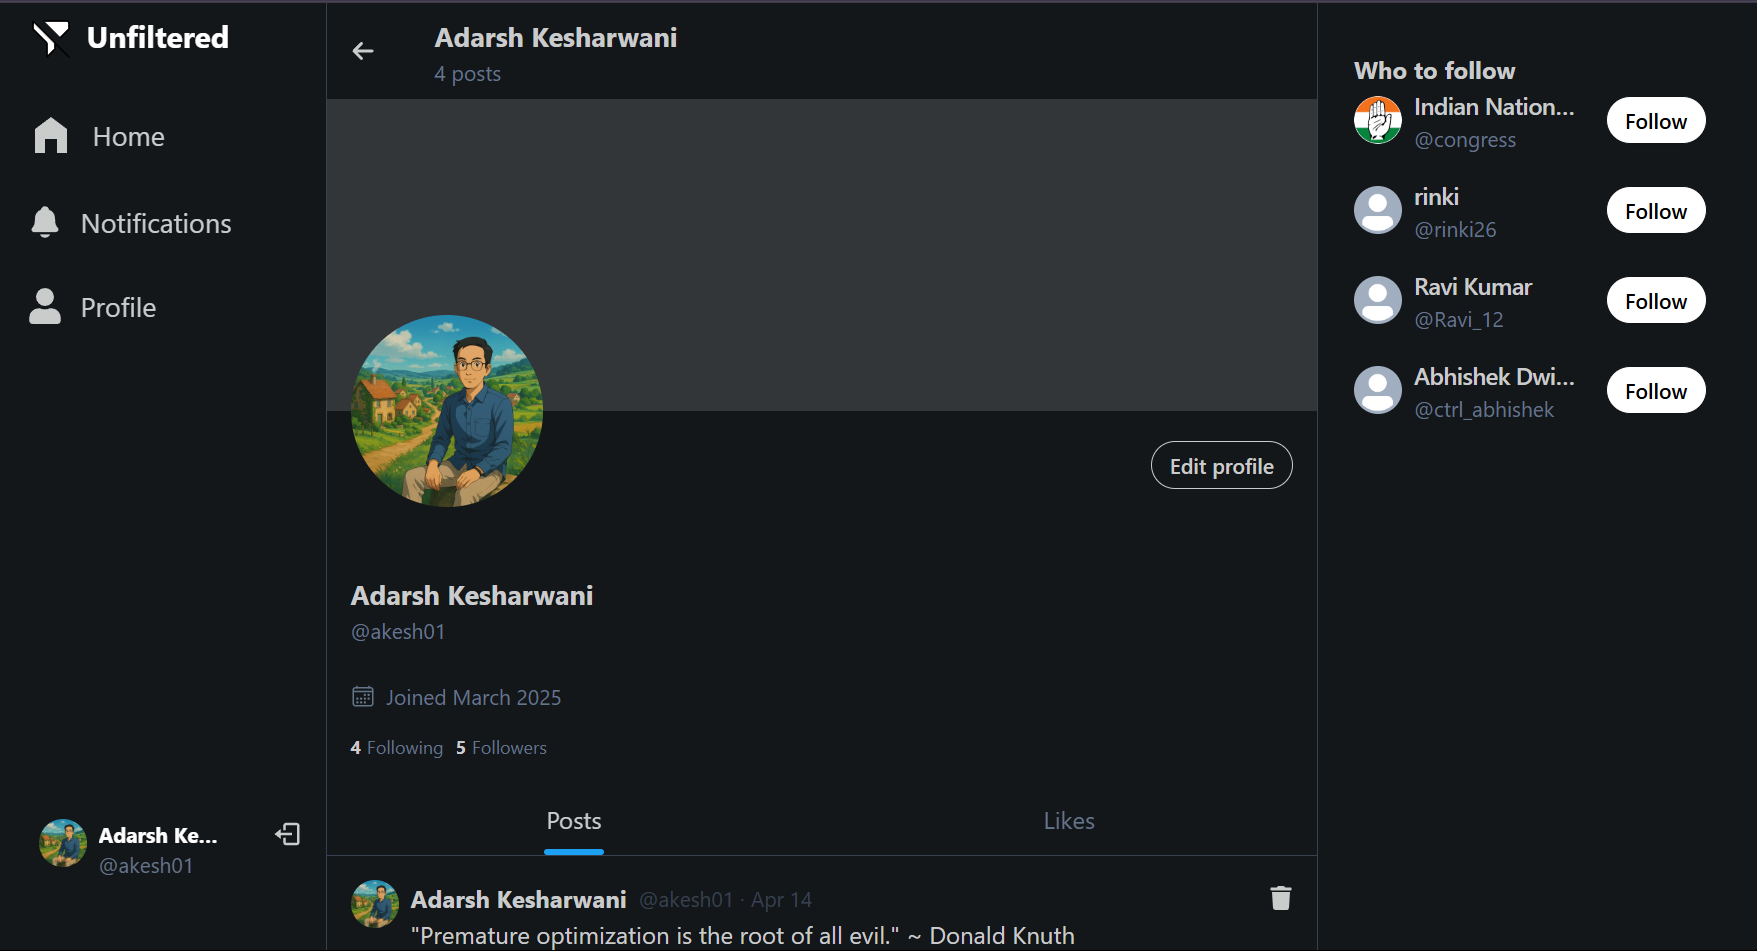 Unfiltered
Home
Notifications
Profile
Adarsh Ke...
@akesh01
Adarsh Kesharwani
4 posts
Edit profile
Adarsh Kesharwani
@akesh01
Joined March 2025
4 Following 5 Followers
Posts Likes
Adarsh Kesharwani @akesh01 · Apr 14
"Premature optimization is the root of all evil." ~ Donald Knuth
Who to follow
Indian Nation...
@congress
Follow
rinki
@rinki26
Follow
Ravi Kumar
@Ravi_12
Follow
Abhishek Dwi...
@ctrl_abhishek
Follow